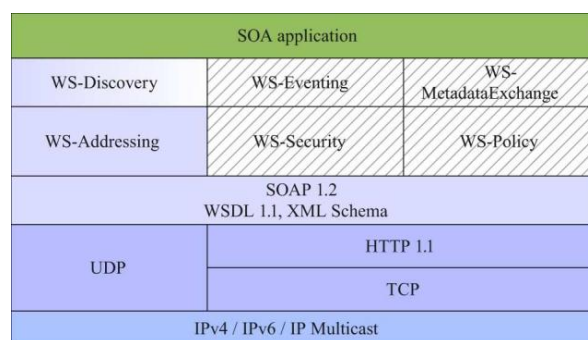 SOA application
WS-Discovery
WS-Eventing
WS-
MetadataExchange
WS-Addressing
WS-Security
WS-Policy
SOAP 1.2
WSDL 1.1, XML Schema
UDP
HTTP 1.1
TCP
IPv4 / IPv6 / IP Multicast